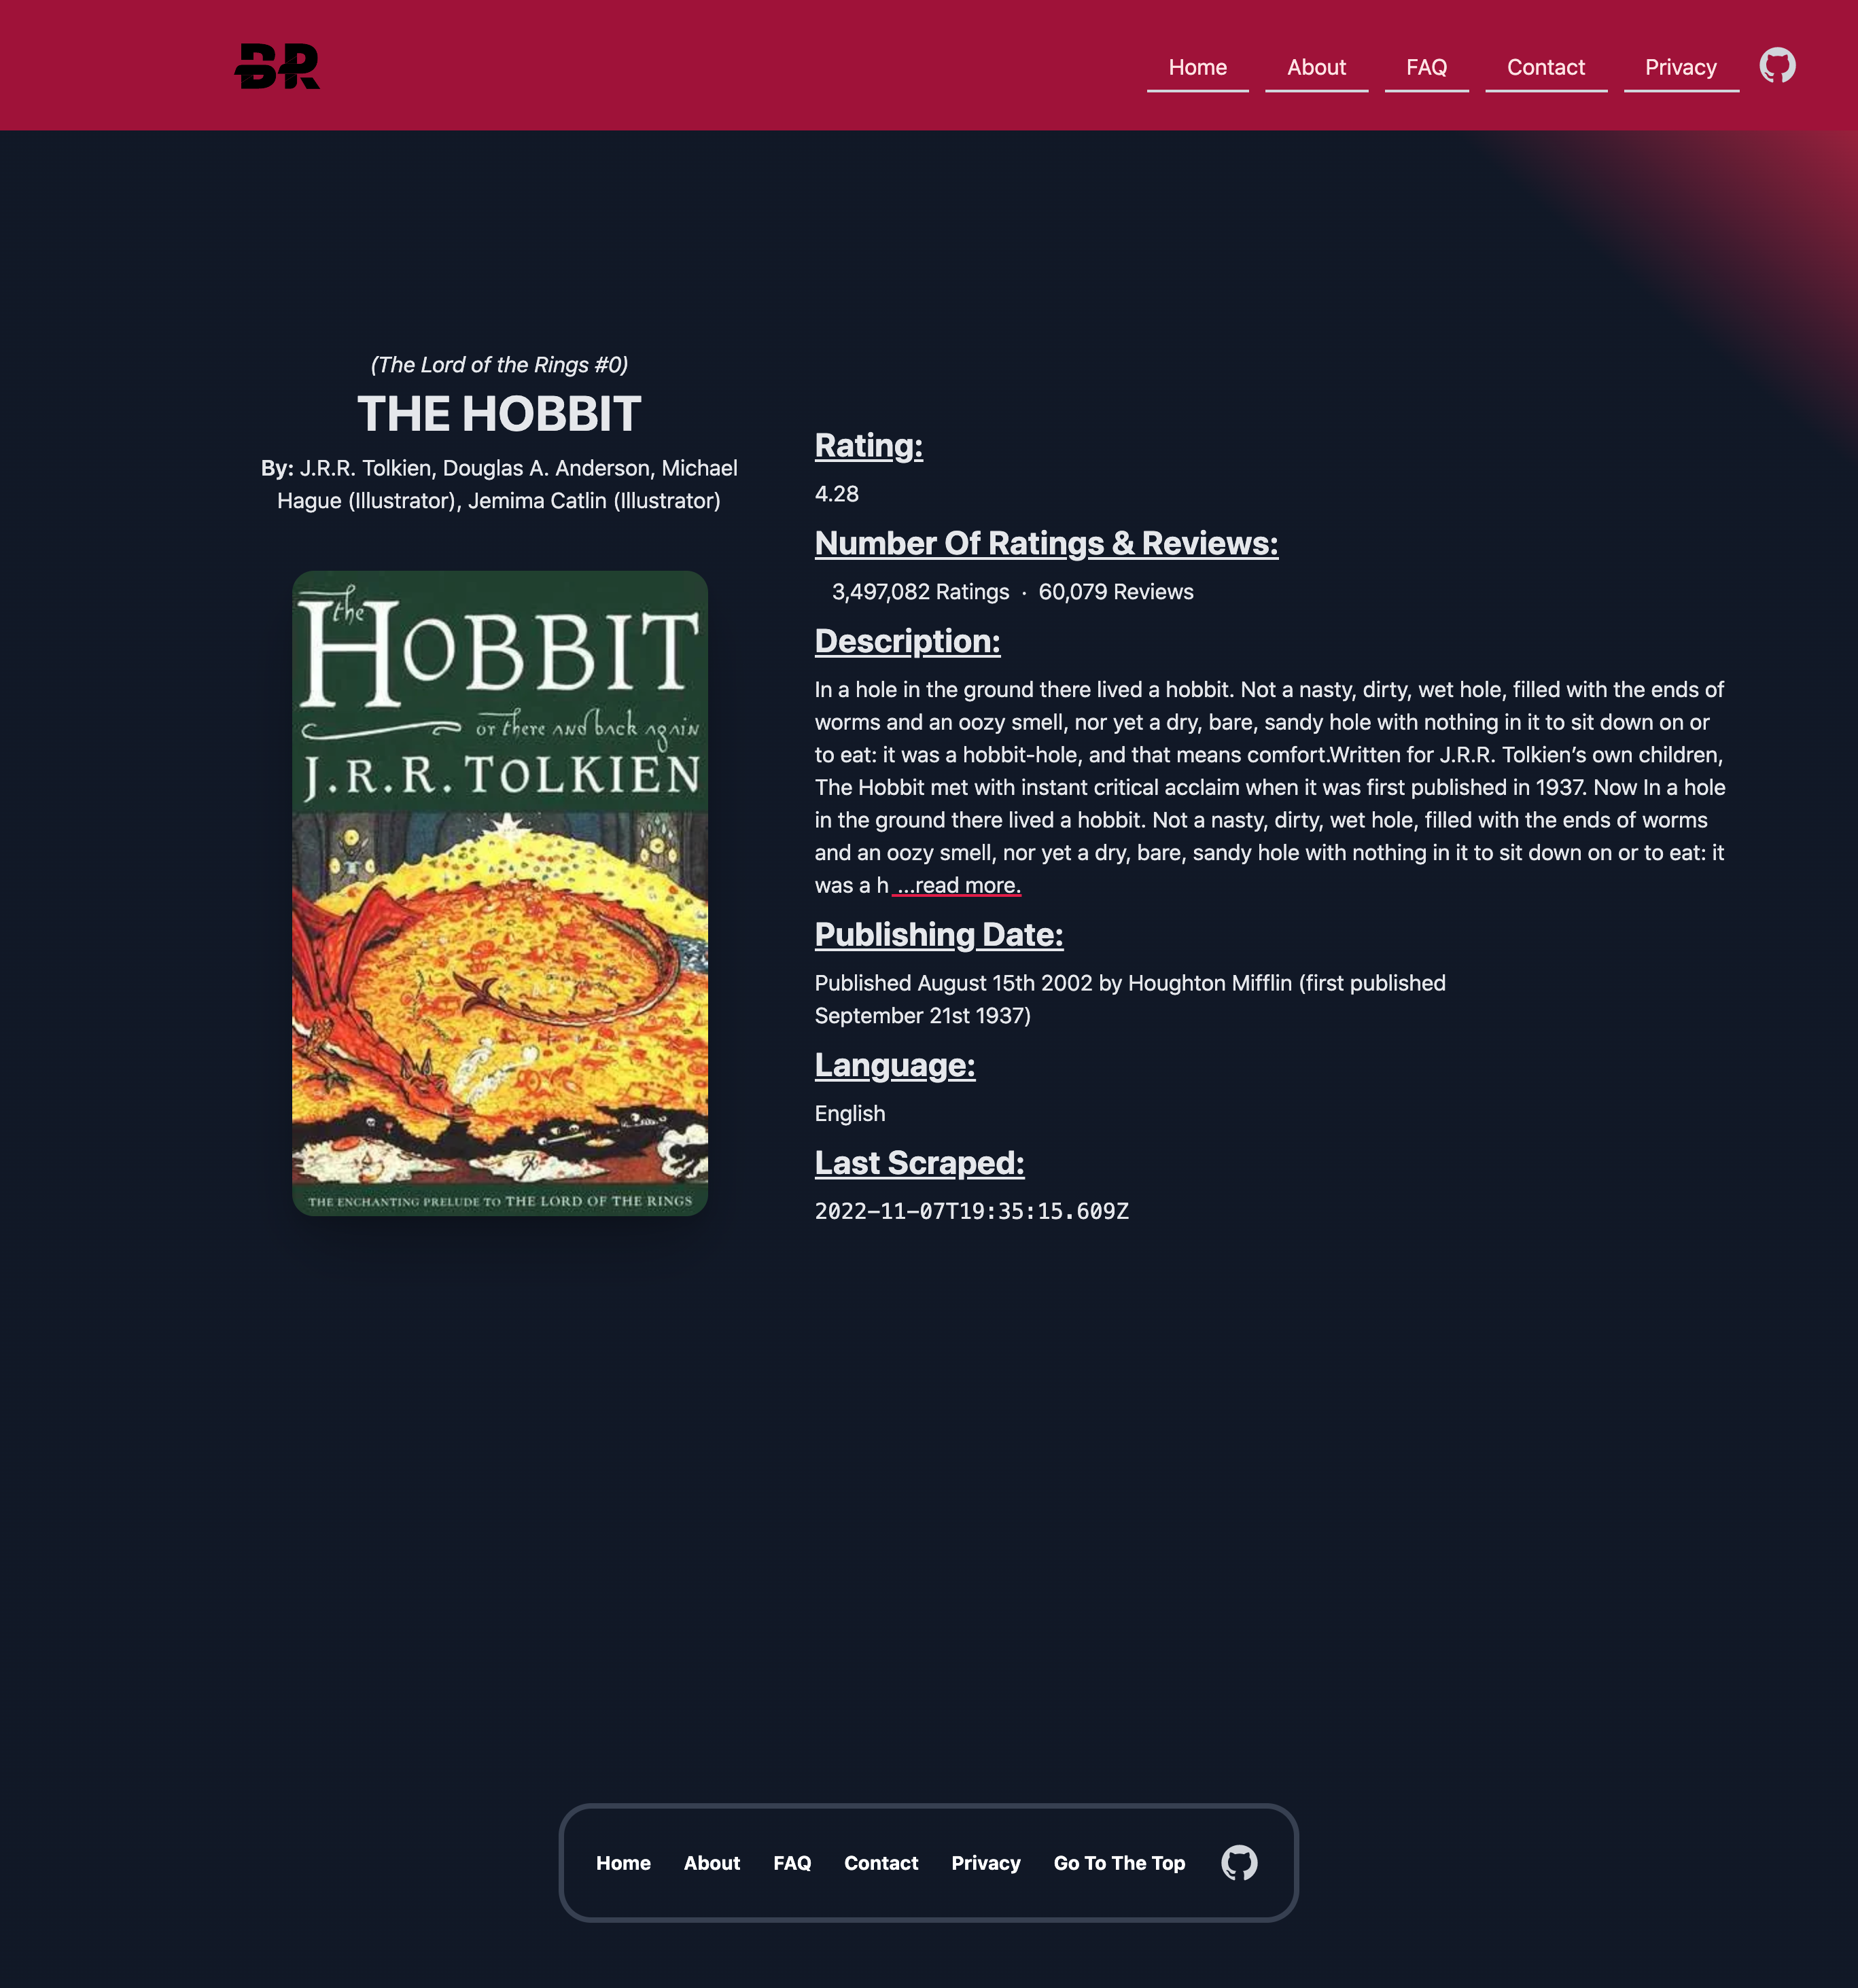 BR
Home About FAQ Contact Privacy
(The Lord of the Rings #0)
THE HOBBIT
By: J.R.R. Tolkien, Douglas A. Anderson, Michael
Hague (Illustrator), Jemima Catlin (Illustrator)
the
HOBBIT
or there and back again
J.R.R. TOLKIEN
THE ENCHANTING PRELUDE TO THE LORD OF THE RINGS
Rating:
4.28
Number Of Ratings & Reviews:
3,497,082 Ratings · 60,079 Reviews
Description:
In a hole in the ground there lived a hobbit. Not a nasty, dirty, wet hole, filled with the ends of
worms and an oozy smell, nor yet a dry, bare, sandy hole with nothing in it to sit down on or
to eat: it was a hobbit-hole, and that means comfort.Written for J.R.R. Tolkien’s own children,
The Hobbit met with instant critical acclaim when it was first published in 1937. Now In a hole
in the ground there lived a hobbit. Not a nasty, dirty, wet hole, filled with the ends of worms
and an oozy smell, nor yet a dry, bare, sandy hole with nothing in it to sit down on or to eat: it
was a h ...read more.
Publishing Date:
Published August 15th 2002 by Houghton Mifflin (first published
September 21st 1937)
Language:
English
Last Scraped:
2022-11-07T19:35:15.609Z
Home About FAQ Contact Privacy Go To The Top